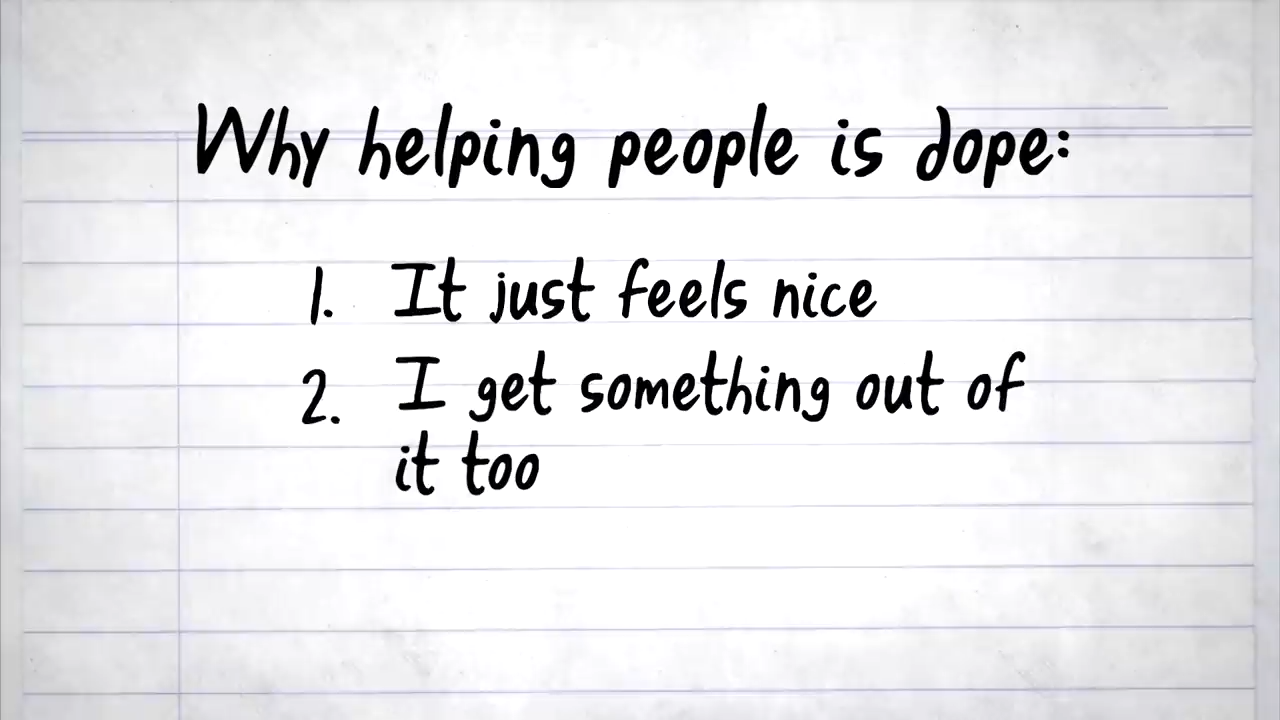 Why helping people is dope:
1. It just feels nice
2. I get something out of
it too